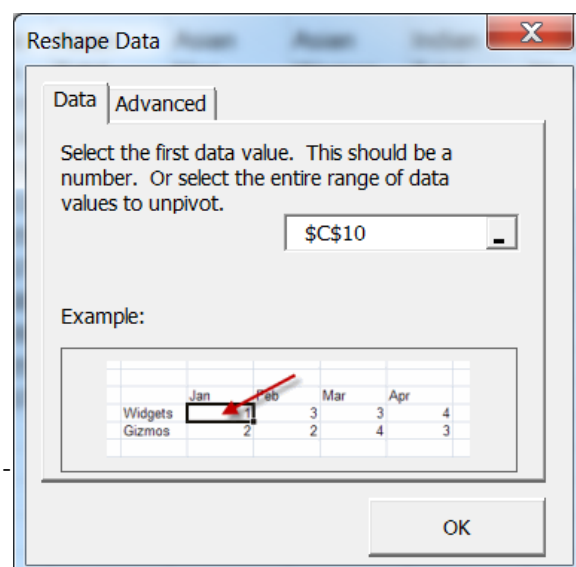 Reshape Data
Data Advanced
Select the first data value. This should be a
number. Or select the entire range of data
values to unpivot.
$C$10
Example:
Jan Feb Mar Apr
Widgets 1 3 3 4
Gizmos 2 2 4 3
OK